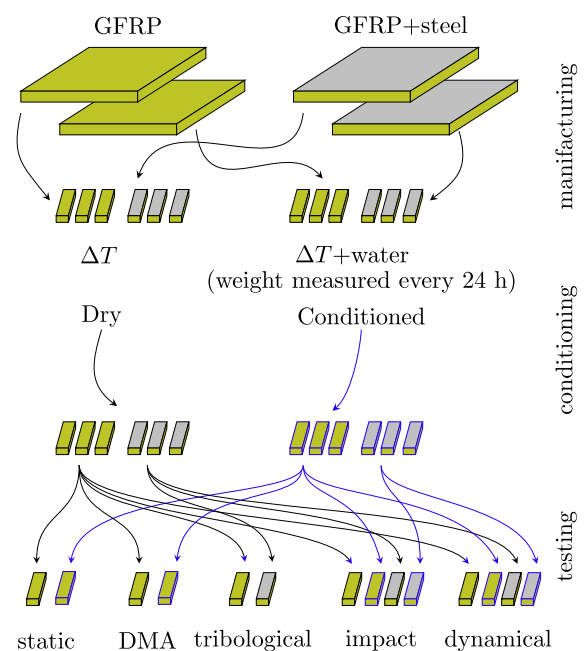 GFRP
GFRP+steel
manifacturing
ΔT
ΔT+water
(weight measured every 24 h)
conditioning
Dry
Conditioned
testing
static
DMA
tribological
impact
dynamical